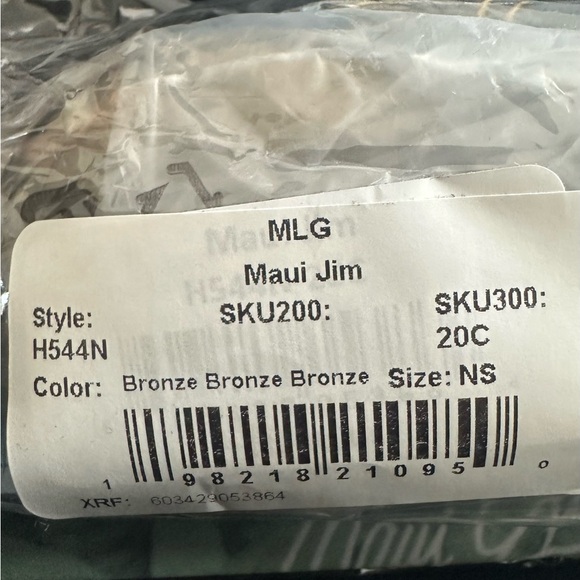 MLG
Maui Jim
Style: SKU200: SKU300:
H544N 20C
Color: Bronze Bronze Bronze Size: NS
1 98218 21095 0
XRF: 603429053864
Maui